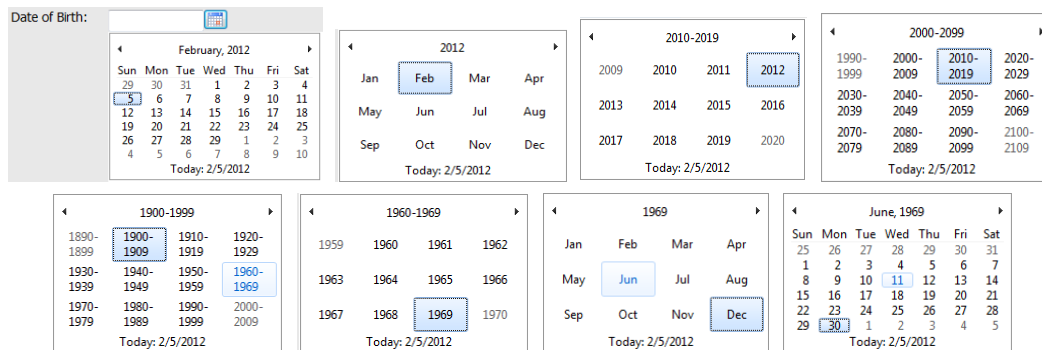 Date of Birth:
February, 2012
Sun Mon Tue Wed Thu Fri Sat
29 30 31 1 2 3 4
5 6 7 8 9 10 11
12 13 14 15 16 17 18
19 20 21 22 23 24 25
26 27 28 29 1 2 3
4 5 6 7 8 9 10
Today: 2/5/2012
2012
Jan Feb Mar Apr
May Jun Jul Aug
Sep Oct Nov Dec
Today: 2/5/2012
2010-2019
2009 2010 2011 2012
2013 2014 2015 2016
2017 2018 2019 2020
Today: 2/5/2012
2000-2099
1990- 2000- 2010- 2020-
1999 2009 2019 2029
2030- 2040- 2050- 2060-
2039 2049 2059 2069
2070- 2080- 2090- 2100-
2079 2089 2099 2109
Today: 2/5/2012
1900-1999
1890- 1900- 1910- 1920-
1899 1909 1919 1929
1930- 1940- 1950- 1960-
1939 1949 1959 1969
1970- 1980- 1990- 2000-
1979 1989 1999 2009
Today: 2/5/2012
1960-1969
1959 1960 1961 1962
1963 1964 1965 1966
1967 1968 1969 1970
Today: 2/5/2012
1969
Jan Feb Mar Apr
May Jun Jul Aug
Sep Oct Nov Dec
Today: 2/5/2012
June, 1969
Sun Mon Tue Wed Thu Fri Sat
25 26 27 28 29 30 31
1 2 3 4 5 6 7
8 9 10 11 12 13 14
15 16 17 18 19 20 21
22 23 24 25 26 27 28
29 30 1 2 3 4 5
Today: 2/5/2012